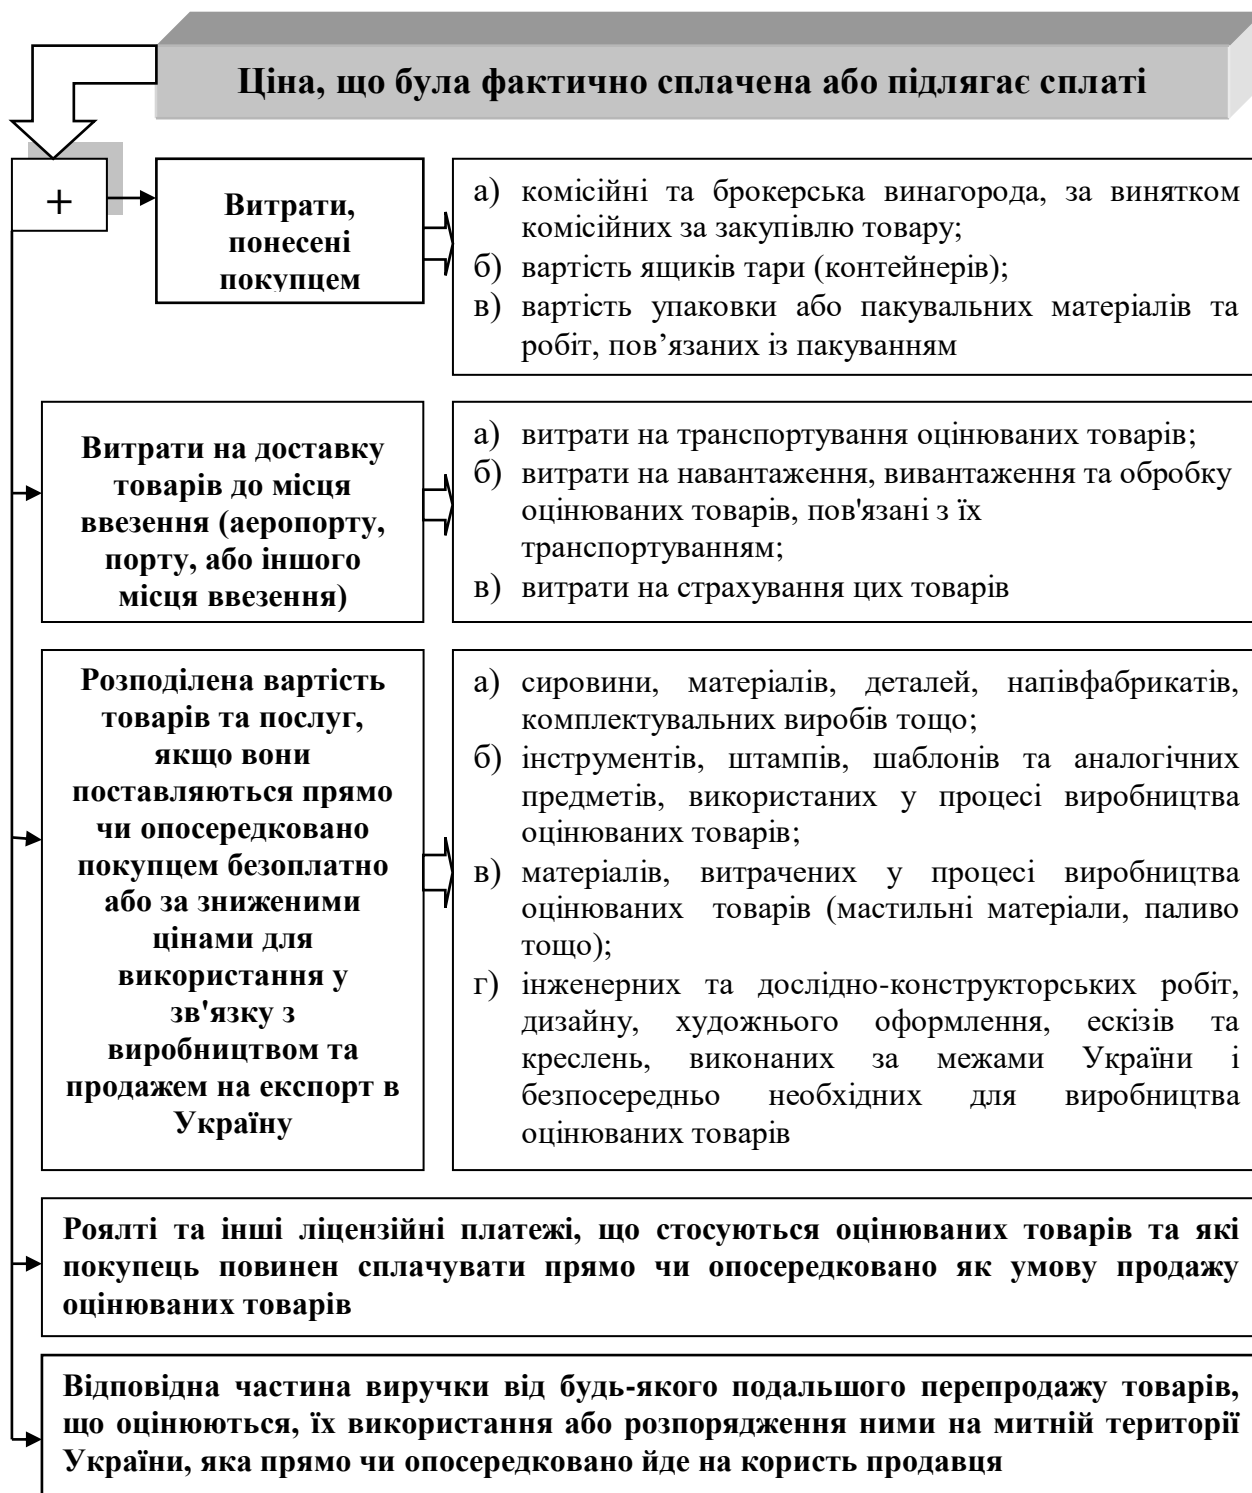 Ціна, що була фактично сплачена або підлягає сплаті
+
Витрати,
понесені
покупцем
а) комісійні та брокерська винагорода, за винятком
комісійних за закупівлю товару;
б) вартість ящиків тари (контейнерів);
в) вартість упаковки або пакувальних матеріалів та
робіт, пов’язаних із пакуванням
Витрати на доставку
товарів до місця
ввезення (аеропорту,
порту, або іншого
місця ввезення)
а) витрати на транспортування оцінюваних товарів;
б) витрати на навантаження, вивантаження та обробку
оцінюваних товарів, пов'язані з їх
транспортуванням;
в) витрати на страхування цих товарів
Розподілена вартість
товарів та послуг,
якщо вони
поставляються прямо
чи опосередковано
покупцем безоплатно
або за зниженими
цінами для
використання у
зв'язку з
виробництвом та
продажем на експорт в
Україну
а) сировини, матеріалів, деталей, напівфабрикатів,
комплектувальних виробів тощо;
б) інструментів, штампів, шаблонів та аналогічних
предметів, використаних у процесі виробництва
оцінюваних товарів;
в) матеріалів, витрачених у процесі виробництва
оцінюваних товарів (мастильні матеріали, паливо
тощо);
г) інженерних та дослідно-конструкторських робіт,
дизайну, художнього оформлення, ескізів та
креслень, виконаних за межами України і
безпосередньо необхідних для виробництва
оцінюваних товарів
Роялті та інші ліцензійні платежі, що стосуються оцінюваних товарів та які
покупець повинен сплачувати прямо чи опосередковано як умову продажу
оцінюваних товарів
Відповідна частина виручки від будь-якого подальшого перепродажу товарів,
що оцінюються, їх використання або розпорядження ними на митній території
України, яка прямо чи опосередковано йде на користь продавця